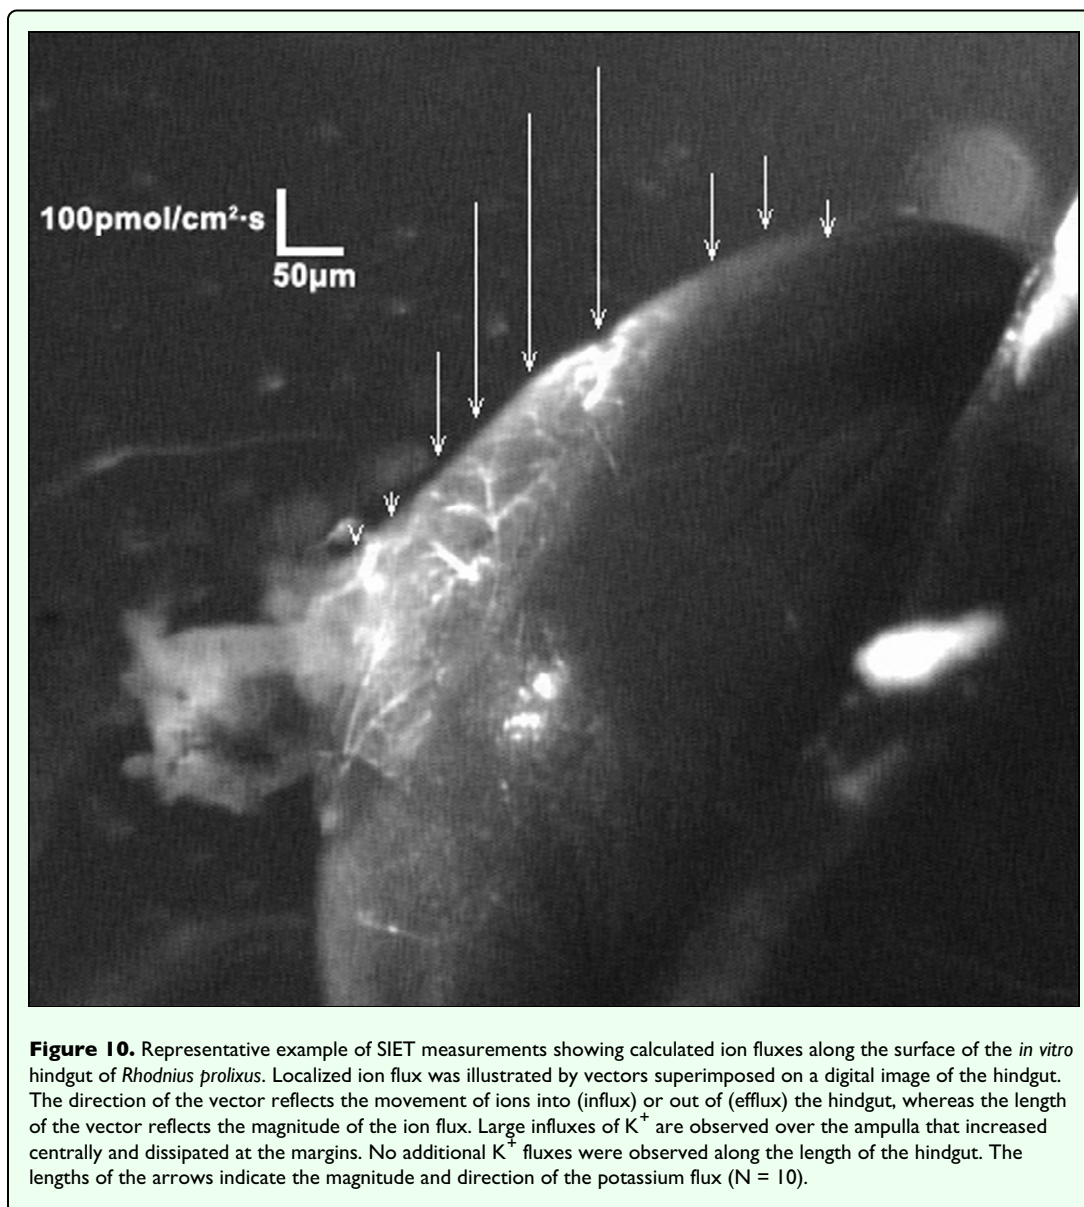 100pmol/cm²·s
50µm
Figure 10. Representative example of SIET measurements showing calculated ion fluxes along the surface of the in vitro
hindgut of Rhodnius prolixus. Localized ion flux was illustrated by vectors superimposed on a digital image of the hindgut.
The direction of the vector reflects the movement of ions into (influx) or out of (efflux) the hindgut, whereas the length
of the vector reflects the magnitude of the ion flux. Large influxes of K⁺ are observed over the ampulla that increased
centrally and dissipated at the margins. No additional K⁺ fluxes were observed along the length of the hindgut. The
lengths of the arrows indicate the magnitude and direction of the potassium flux (N = 10).